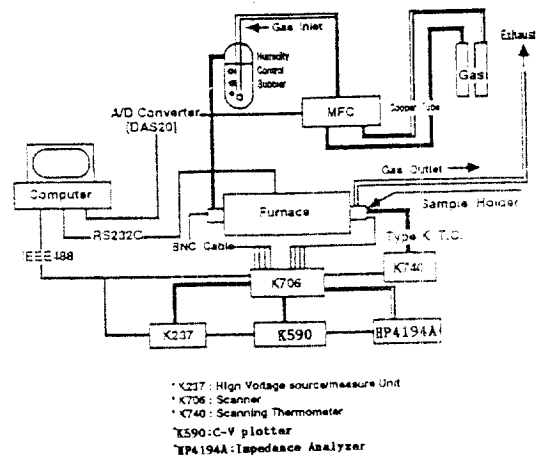 Gas Inlet
Exhaust
Humidity
Control
Bubbler
Gas
A/D Converter
[DAS20]
MFC
Copper Tube
Gas Outlet
Computer
Furnace
Sample Holder
RS232C
BNC Cable
Type K T.C.
IEEE488
K706
K740
K237
K590
HP4194A
* K237 : High Voltage source/measure Unit
* K706 : Scanner
* K740 : Scanning Thermometer
*K590:C-V plotter
*HP4194A:Impedance Analyzer